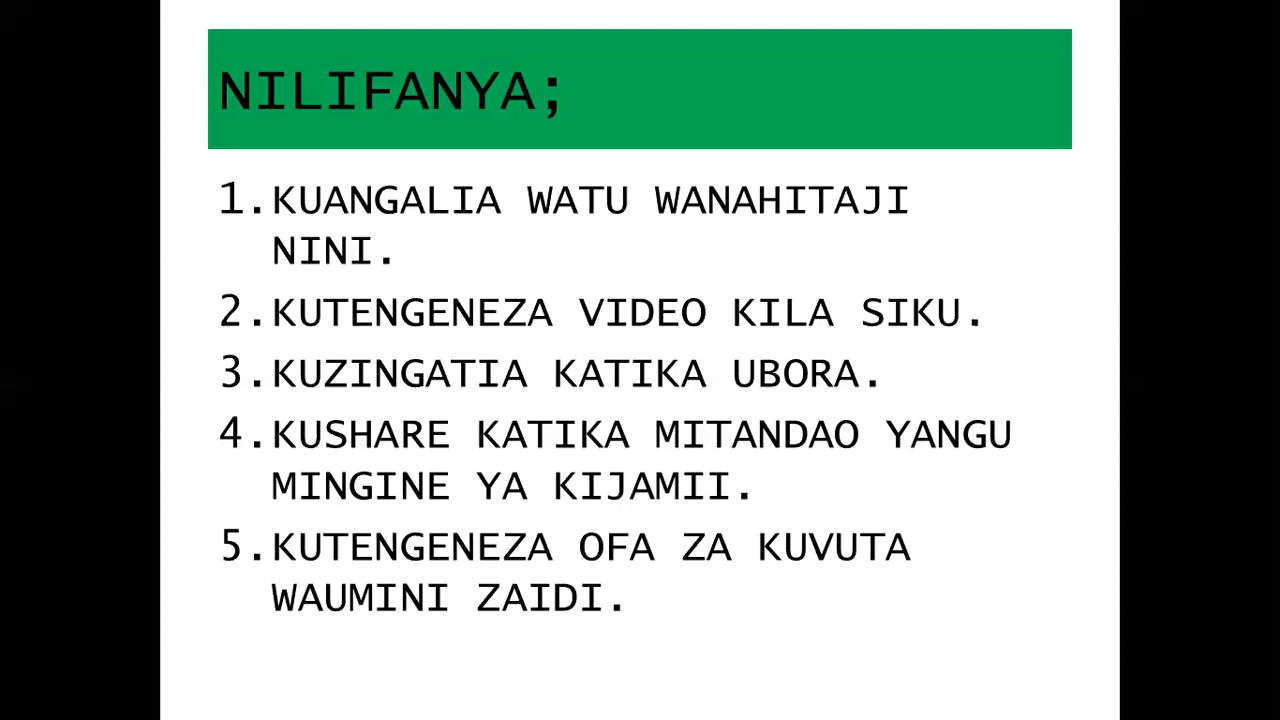 NILIFANYA;
1.KUANGALIA WATU WANAHITAJI
NINI.
2.KUTENGENEZA VIDEO KILA SIKU.
3.KUZINGATIA KATIKA UBORA.
4.KUSHARE KATIKA MITANDAO YANGU
MINGINE YA KIJAMII.
5.KUTENGENEZA OFA ZA KUVUTA
WAUMINI ZAIDI.